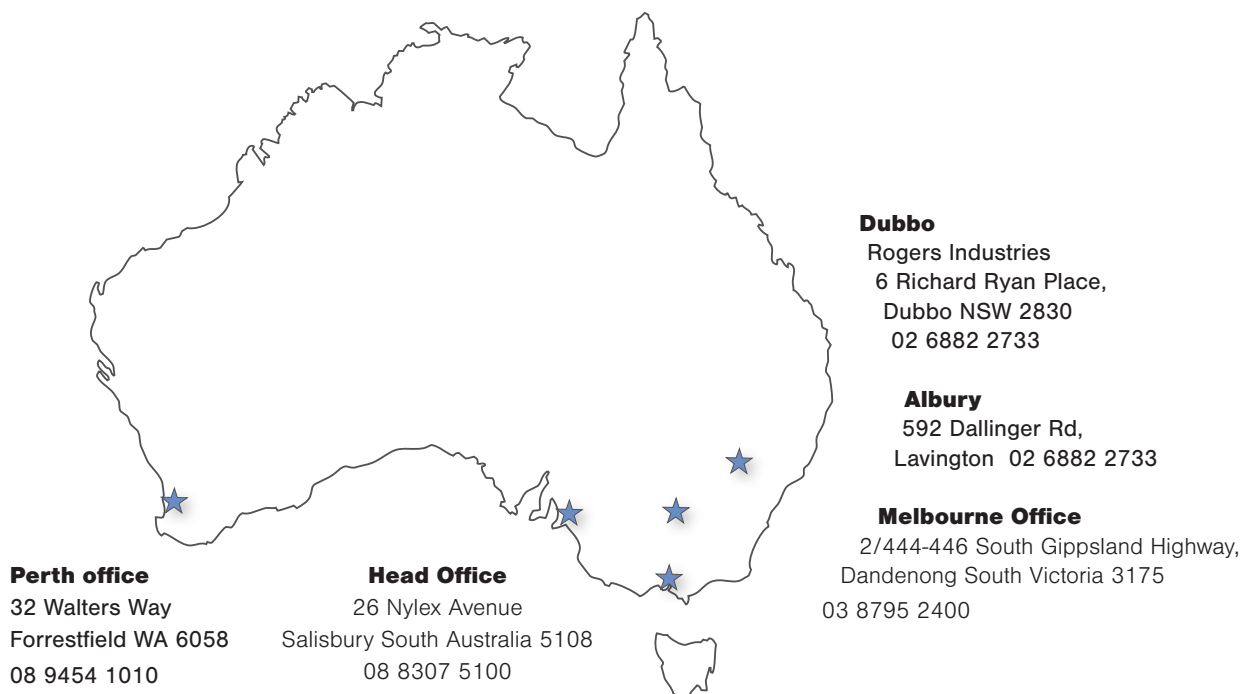 Dubbo
Rogers Industries
6 Richard Ryan Place,
Dubbo NSW 2830
02 6882 2733
Albury
592 Dallinger Rd,
Lavington 02 6882 2733
Melbourne Office
2/444-446 South Gippsland Highway,
Dandenong South Victoria 3175
03 8795 2400
Perth office
32 Walters Way
Forrestfield WA 6058
08 9454 1010
Head Office
26 Nylex Avenue
Salisbury South Australia 5108
08 8307 5100